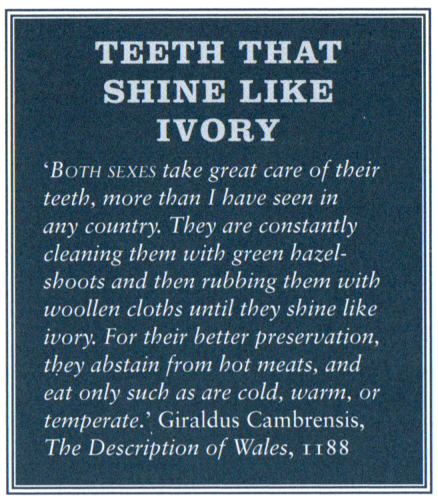 TEETH THAT
SHINE LIKE
IVORY
‘BOTH SEXES take great care of their
teeth, more than I have seen in
any country. They are constantly
cleaning them with green hazel-
shoots and then rubbing them with
woollen cloths until they shine like
ivory. For their better preservation,
they abstain from hot meats, and
eat only such as are cold, warm, or
temperate.’ Giraldus Cambrensis,
The Description of Wales, 1188